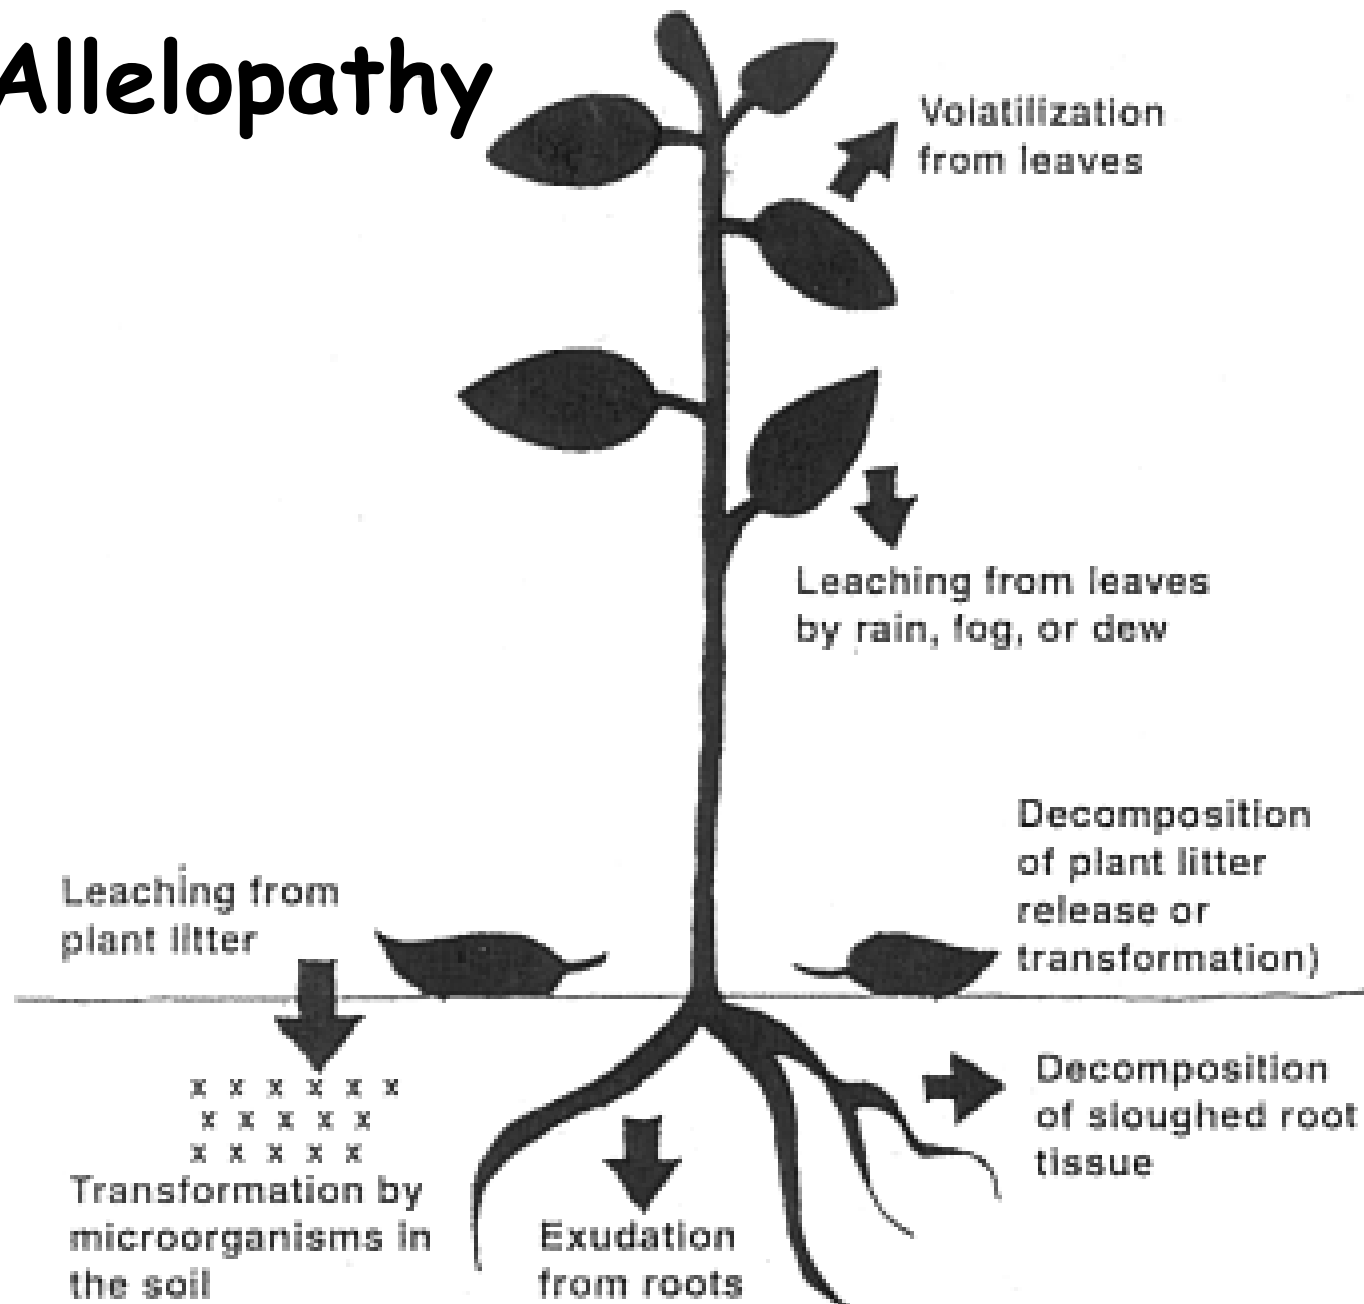 Allelopathy
Volatilization
from leaves
Leaching from leaves
by rain, fog, or dew
Decomposition
of plant litter
release or
transformation)
Leaching from
plant litter
x x x x x x
x x x x x
x x x x x
Transformation by
microorganisms in
the soil
Exudation
from roots
Decomposition
of sloughed root
tissue